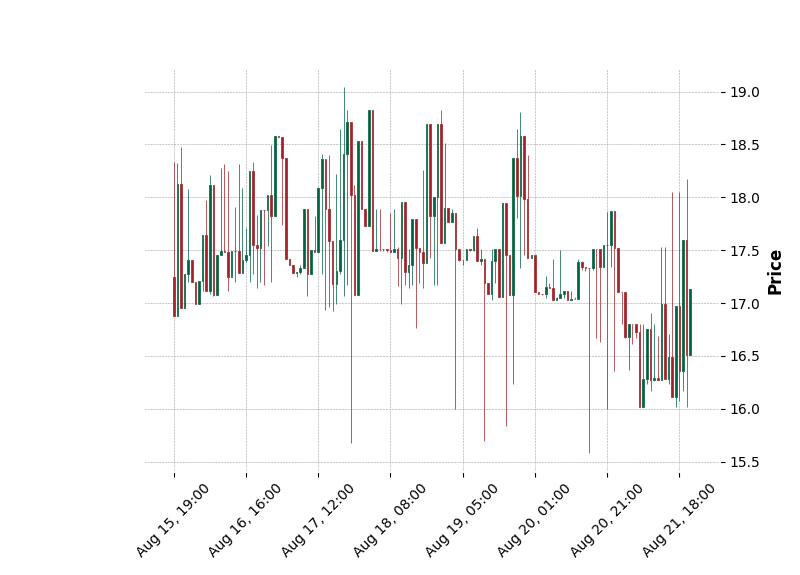 19.0
18.5
18.0
17.5
17.0
16.5
16.0
15.5
Price
Aug 15, 19:00
Aug 16, 16:00
Aug 17, 12:00
Aug 18, 08:00
Aug 19, 05:00
Aug 20, 01:00
Aug 20, 21:00
Aug 21, 18:00